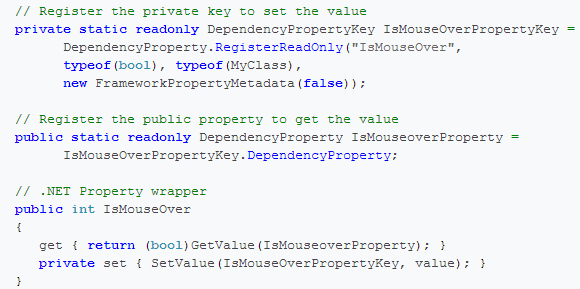 // Register the private key to set the value
private static readonly DependencyPropertyKey IsMouseOverPropertyKey =
DependencyProperty.RegisterReadOnly("IsMouseOver",
typeof(bool), typeof(MyClass),
new FrameworkPropertyMetadata(false));
// Register the public property to get the value
public static readonly DependencyProperty IsMouseoverProperty =
IsMouseOverPropertyKey.DependencyProperty;
// .NET Property wrapper
public int IsMouseOver
{
get { return (bool)GetValue(IsMouseoverProperty); }
private set { SetValue(IsMouseOverPropertyKey, value); }
}